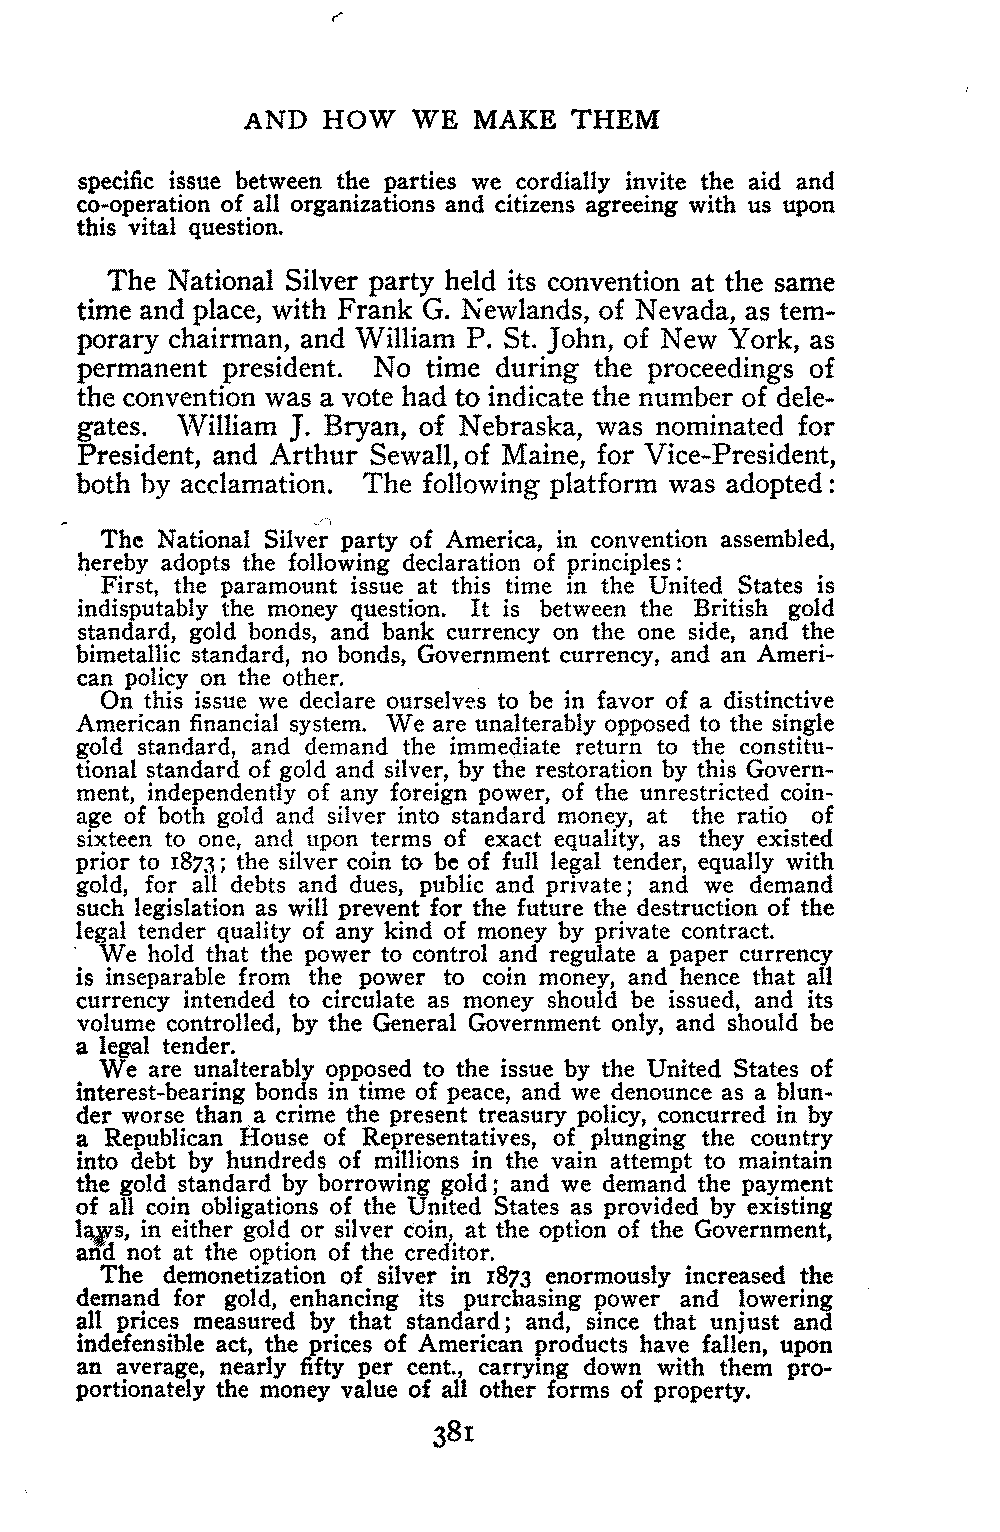 AND HOW WE MAKE THEM
specific issue between the parties we cordially invite the aid and
co-operation of all organizations and citizens agreeing with us upon
this vital question.
The National Silver party held its convention at the same
time and place, with Frank G. Newlands, of Nevada, as tem-
porary chairman, and William P. St. John, of New York, as
permanent president. No time during the proceedings of
the convention was a vote had to indicate the number of dele-
gates. William J. Bryan, of Nebraska, was nominated for
President, and Arthur Sewall, of Maine, for Vice-President,
both by acclamation. The following platform was adopted:
The National Silver party of America, in convention assembled,
hereby adopts the following declaration of principles:
First, the paramount issue at this time in the United States is
indisputably the money question. It is between the British gold
standard, gold bonds, and bank currency on the one side, and the
bimetallic standard, no bonds, Government currency, and an Ameri-
can policy on the other.
On this issue we declare ourselves to be in favor of a distinctive
American financial system. We are unalterably opposed to the single
gold standard, and demand the immediate return to the constitu-
tional standard of gold and silver, by the restoration by this Govern-
ment, independently of any foreign power, of the unrestricted coin-
age of both gold and silver into standard money, at the ratio of
sixteen to one, and upon terms of exact equality, as they existed
prior to 1873; the silver coin to be of full legal tender, equally with
gold, for all debts and dues, public and private; and we demand
such legislation as will prevent for the future the destruction of the
legal tender quality of any kind of money by private contract.
We hold that the power to control and regulate a paper currency
is inseparable from the power to coin money, and hence that all
currency intended to circulate as money should be issued, and its
volume controlled, by the General Government only, and should be
a legal tender.
We are unalterably opposed to the issue by the United States of
interest-bearing bonds in time of peace, and we denounce as a blun-
der worse than a crime the present treasury policy, concurred in by
a Republican House of Representatives, of plunging the country
into debt by hundreds of millions in the vain attempt to maintain
the gold standard by borrowing gold; and we demand the payment
of all coin obligations of the United States as provided by existing
laws, in either gold or silver coin, at the option of the Government,
and not at the option of the creditor.
The demonetization of silver in 1873 enormously increased the
demand for gold, enhancing its purchasing power and lowering
all prices measured by that standard; and, since that unjust and
indefensible act, the prices of American products have fallen, upon
an average, nearly fifty per cent., carrying down with them pro-
portionately the money value of all other forms of property.
381